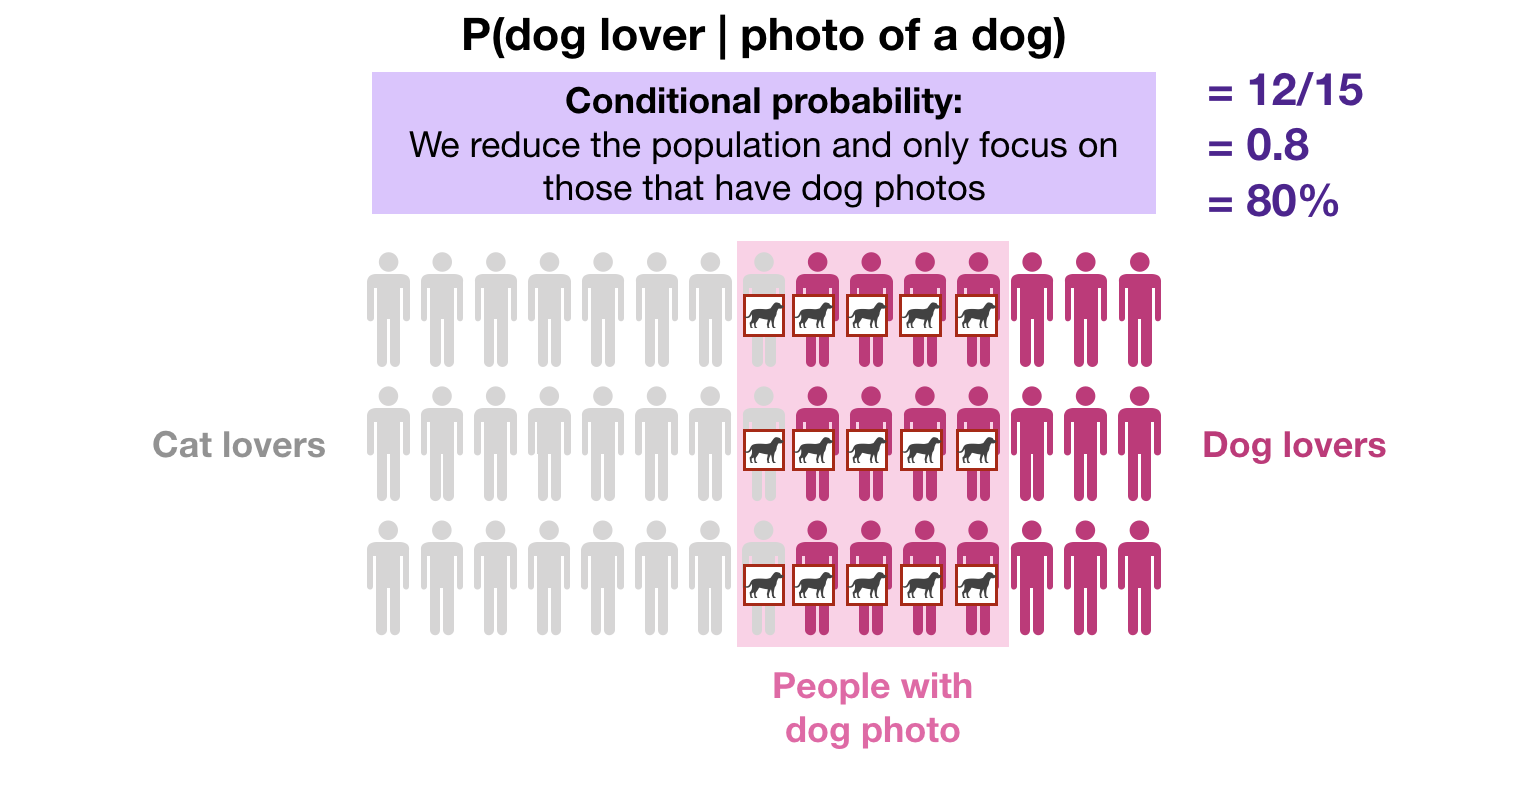 P(dog lover | photo of a dog)
Conditional probability:
We reduce the population and only focus on
those that have dog photos
= 12/15
= 0.8
= 80%
Cat lovers
Dog lovers
People with
dog photo